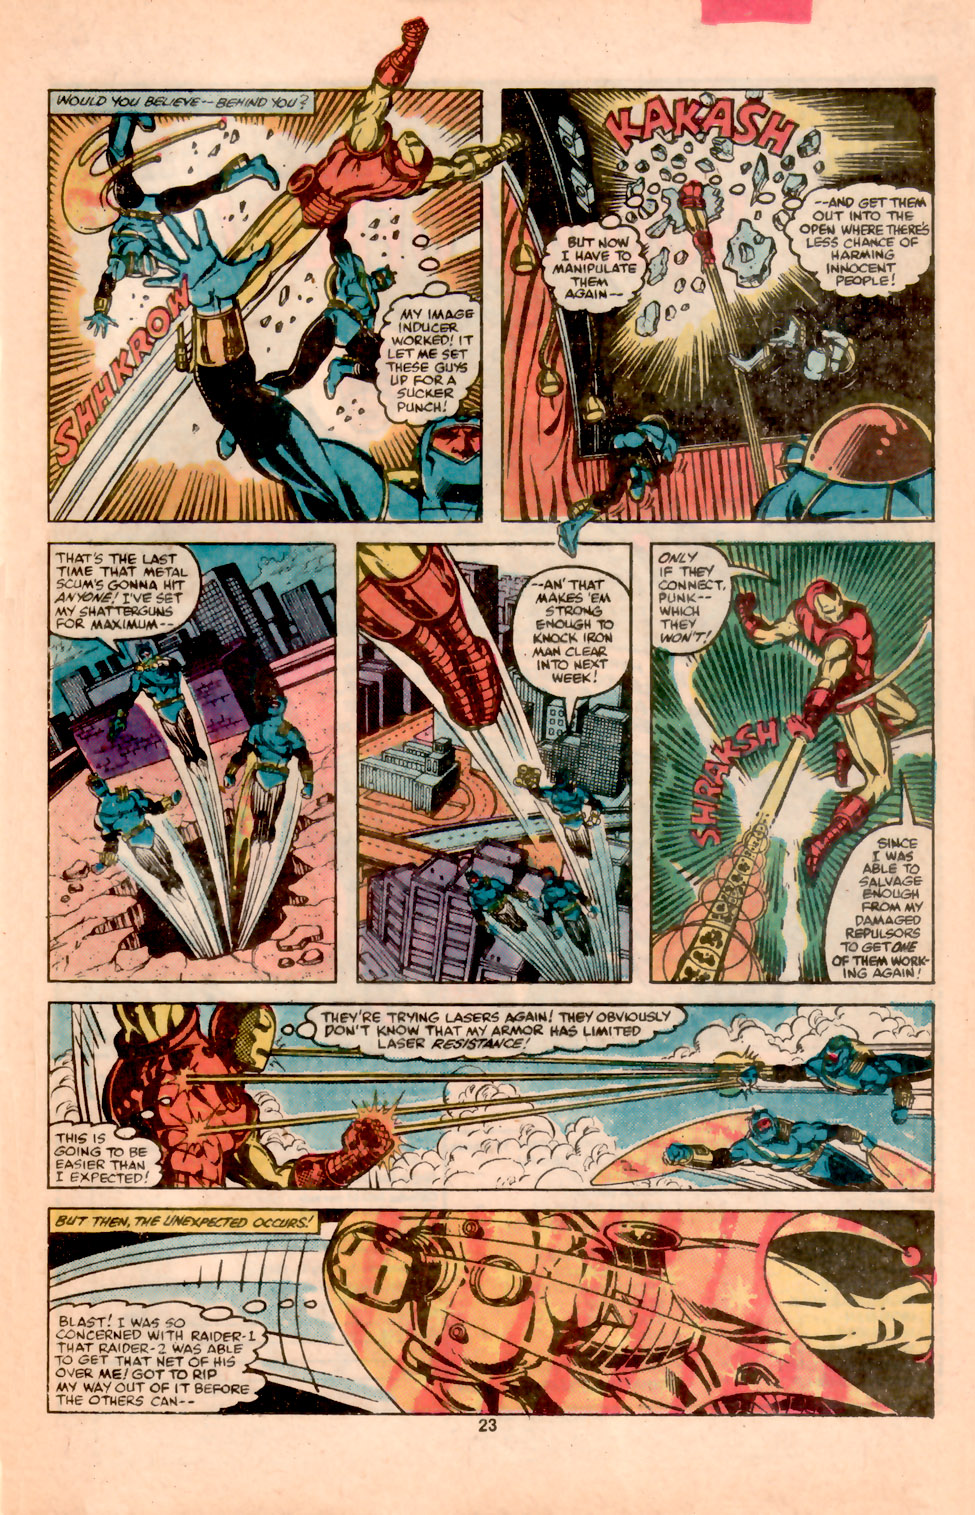 WOULD YOU BELIEVE--BEHIND YOU?
SHHKROW
MY IMAGE
INDUCER
WORKED! IT
LET ME SET
THESE GUYS
UP FOR A
SUCKER
PUNCH!
KAKASH
BUT NOW
I HAVE TO
MANIPULATE
THEM
AGAIN--
--AND GET THEM
OUT INTO THE
OPEN WHERE THERE'S
LESS CHANCE OF
HARMING
INNOCENT
PEOPLE!
THAT'S THE LAST
TIME THAT METAL
SCUM'S GONNA HIT
ANYONE! I'VE SET
MY SHATTERGUNS
FOR MAXIMUM--
--AN' THAT
MAKES 'EM
STRONG
ENOUGH TO
KNOCK IRON
MAN CLEAR
INTO NEXT
WEEK!
ONLY
IF THEY
CONNECT,
PUNK--
WHICH
THEY
WON'T!
SHRAKSH
SINCE
I WAS
ABLE TO
SALVAGE
ENOUGH
FROM MY
DAMAGED
REPULSORS
TO GET ONE
OF THEM WORK-
ING AGAIN!
THEY'RE TRYING LASERS AGAIN! THEY OBVIOUSLY
DON'T KNOW THAT MY ARMOR HAS LIMITED
LASER RESISTANCE!
THIS IS
GOING TO BE
EASIER THAN
I EXPECTED!
BUT THEN, THE UNEXPECTED OCCURS!
BLAST! I WAS SO
CONCERNED WITH RAIDER-1
THAT RAIDER-2 WAS ABLE
TO GET THAT NET OF HIS
OVER ME! GOT TO RIP
MY WAY OUT OF IT BEFORE
THE OTHERS CAN--
23